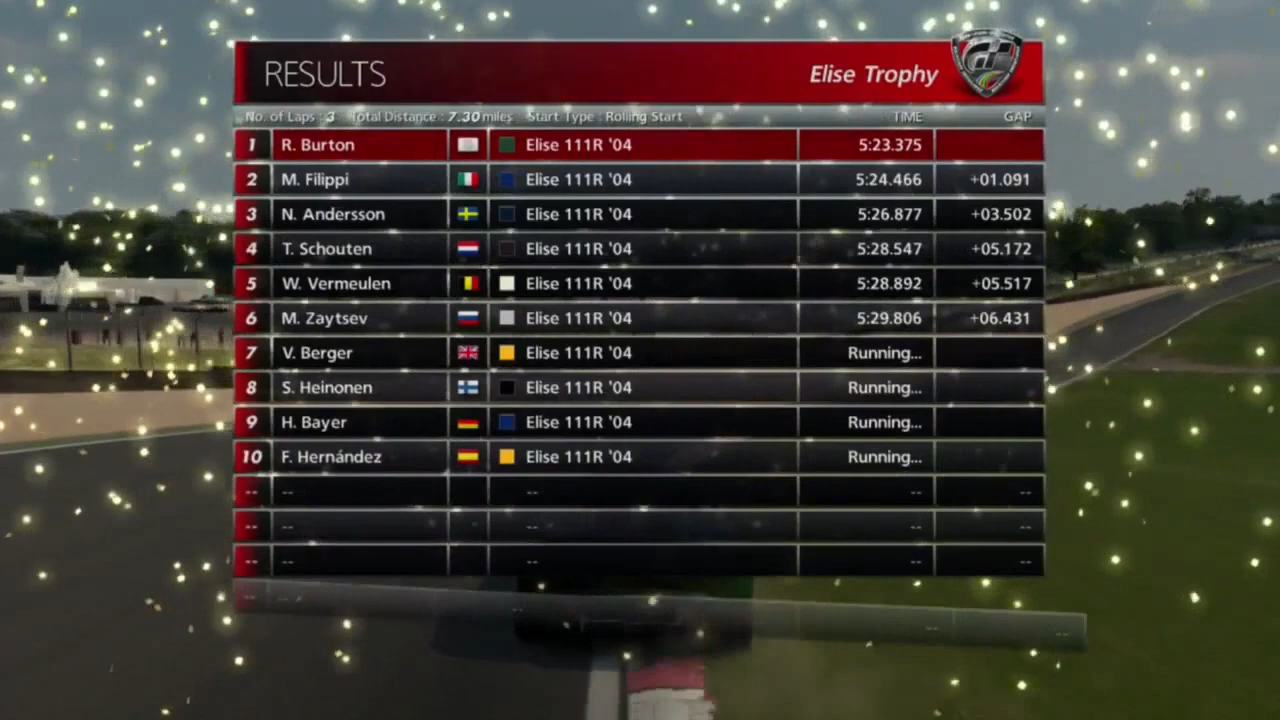 RESULTS Elise Trophy
No. of Laps : 3 Total Distance : 7.30 miles Start Type : Rolling Start TIME GAP
1 R. Burton Elise 111R '04 5:23.375
2 M. Filippi Elise 111R '04 5:24.466 +01.091
3 N. Andersson Elise 111R '04 5:26.877 +03.502
4 T. Schouten Elise 111R '04 5:28.547 +05.172
5 W. Vermeulen Elise 111R '04 5:28.892 +05.517
6 M. Zaytsev Elise 111R '04 5:29.806 +06.431
7 V. Berger Elise 111R '04 Running...
8 S. Heinonen Elise 111R '04 Running...
9 H. Bayer Elise 111R '04 Running...
10 F. Hernández Elise 111R '04 Running...
-- -- -- -- --
-- -- -- -- --
-- -- -- -- --
-- -- -- -- --